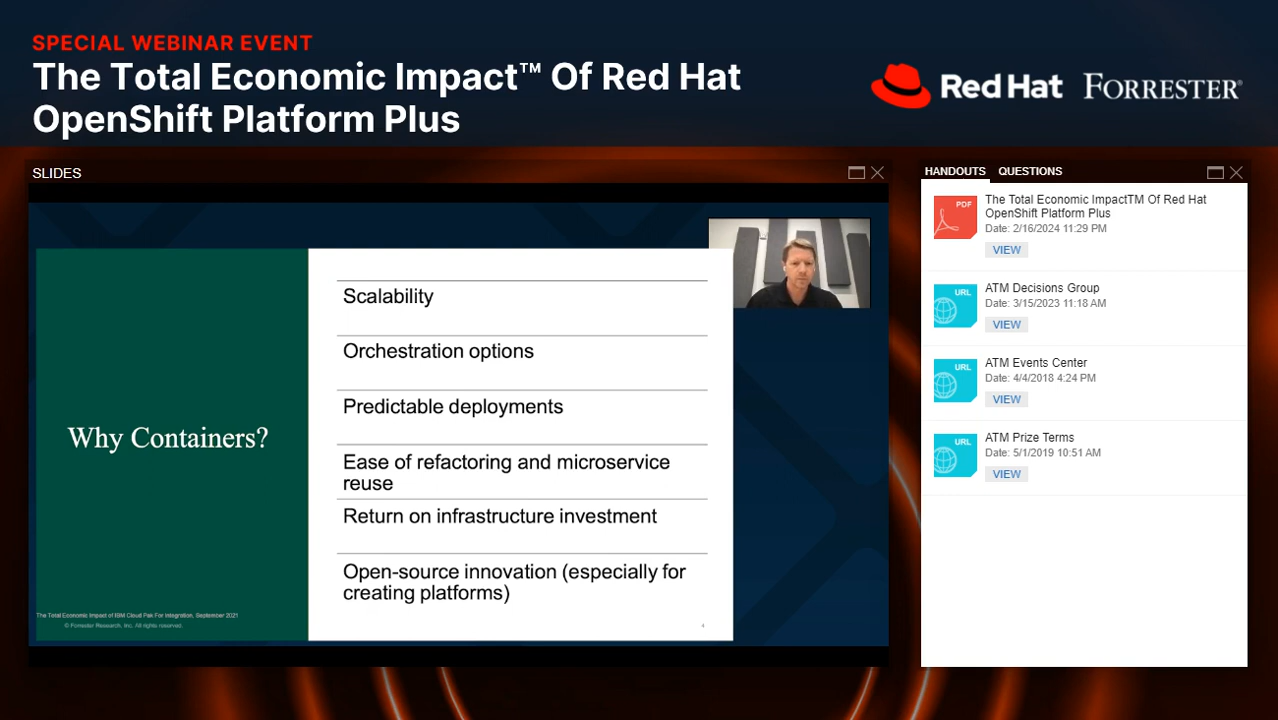 SPECIAL WEBINAR EVENT
The Total Economic Impact™ Of Red Hat
OpenShift Platform Plus
Red Hat
FORRESTER®
SLIDES
Why Containers?
The Total Economic Impact of IBM Cloud Pak For Integration, September 2021
© Forrester Research, Inc. All rights reserved.
Scalability
Orchestration options
Predictable deployments
Ease of refactoring and microservice
reuse
Return on infrastructure investment
Open-source innovation (especially for
creating platforms)
4
HANDOUTS
QUESTIONS
PDF
The Total Economic ImpactTM Of Red Hat
OpenShift Platform Plus
Date: 2/16/2024 11:29 PM
VIEW
URL
ATM Decisions Group
Date: 3/15/2023 11:18 AM
VIEW
URL
ATM Events Center
Date: 4/4/2018 4:24 PM
VIEW
URL
ATM Prize Terms
Date: 5/1/2019 10:51 AM
VIEW